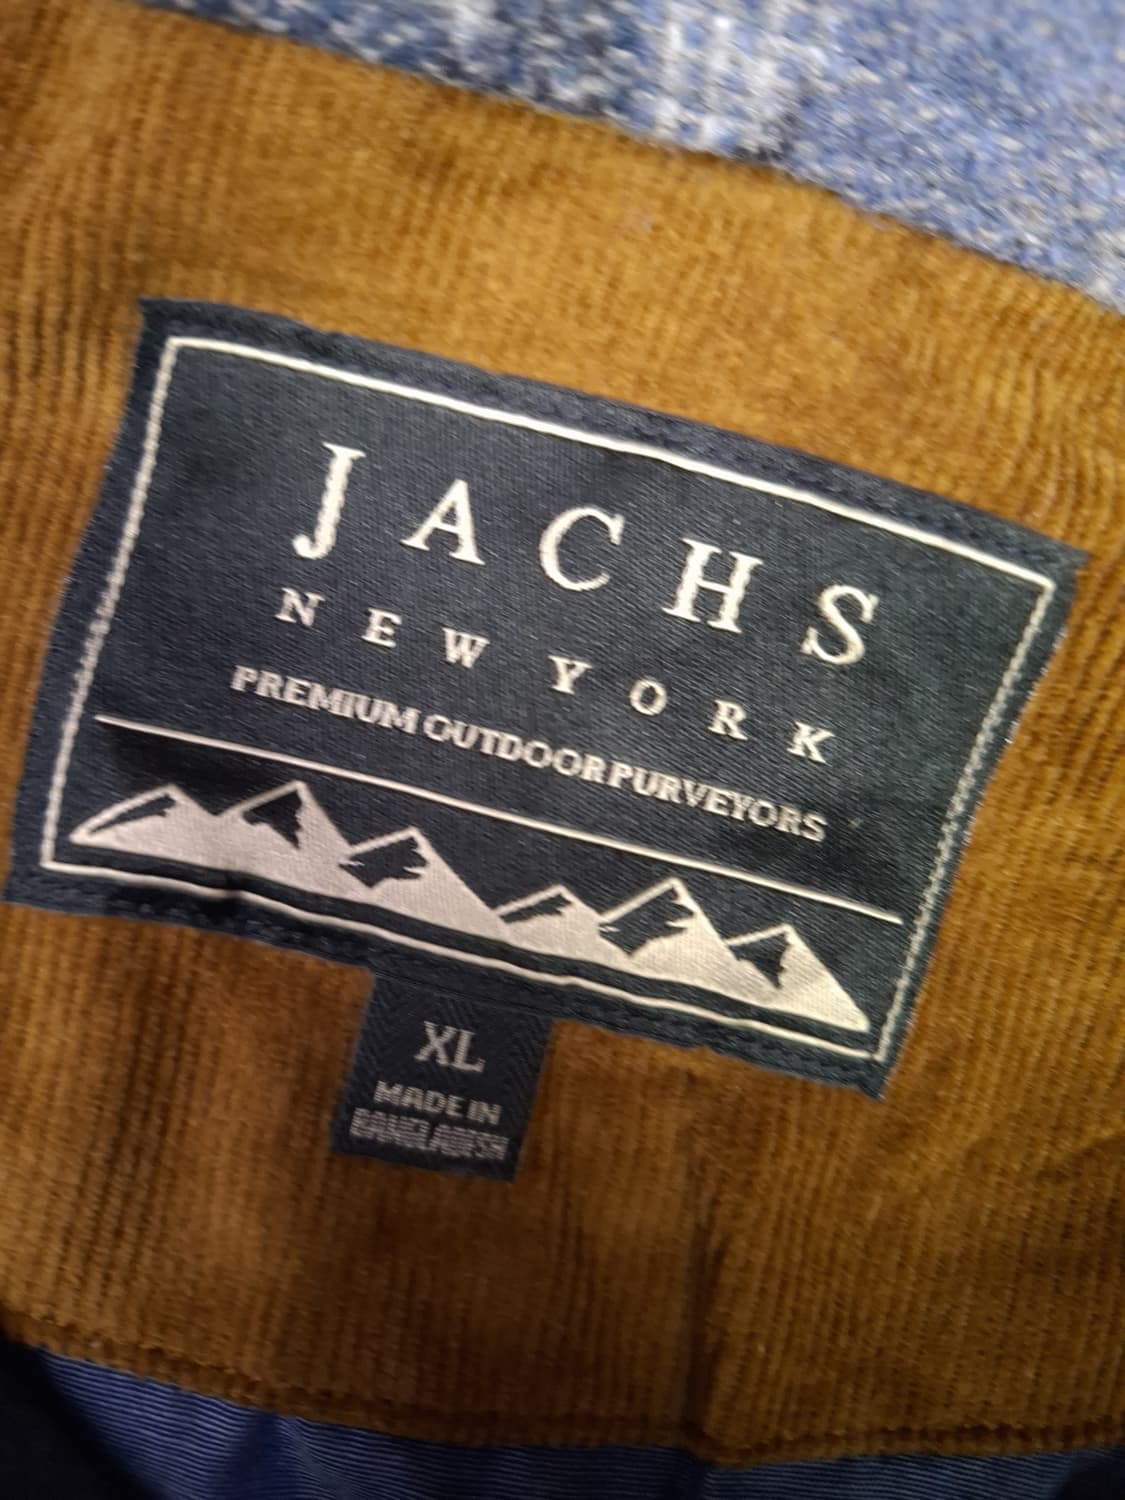 JACHS
NEW YORK
PREMIUM OUTDOOR PURVEYORS
XL
MADE IN
BANGLADESH